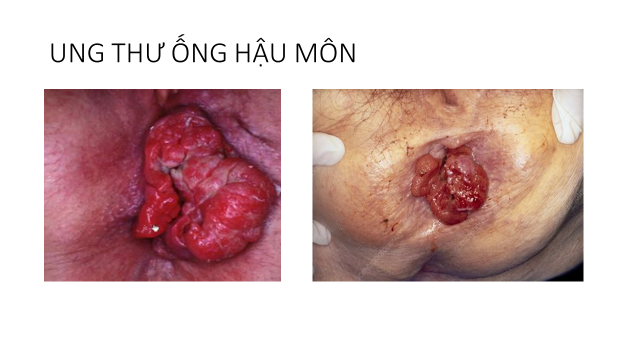 UNG THƯ ỐNG HẬU MÔN